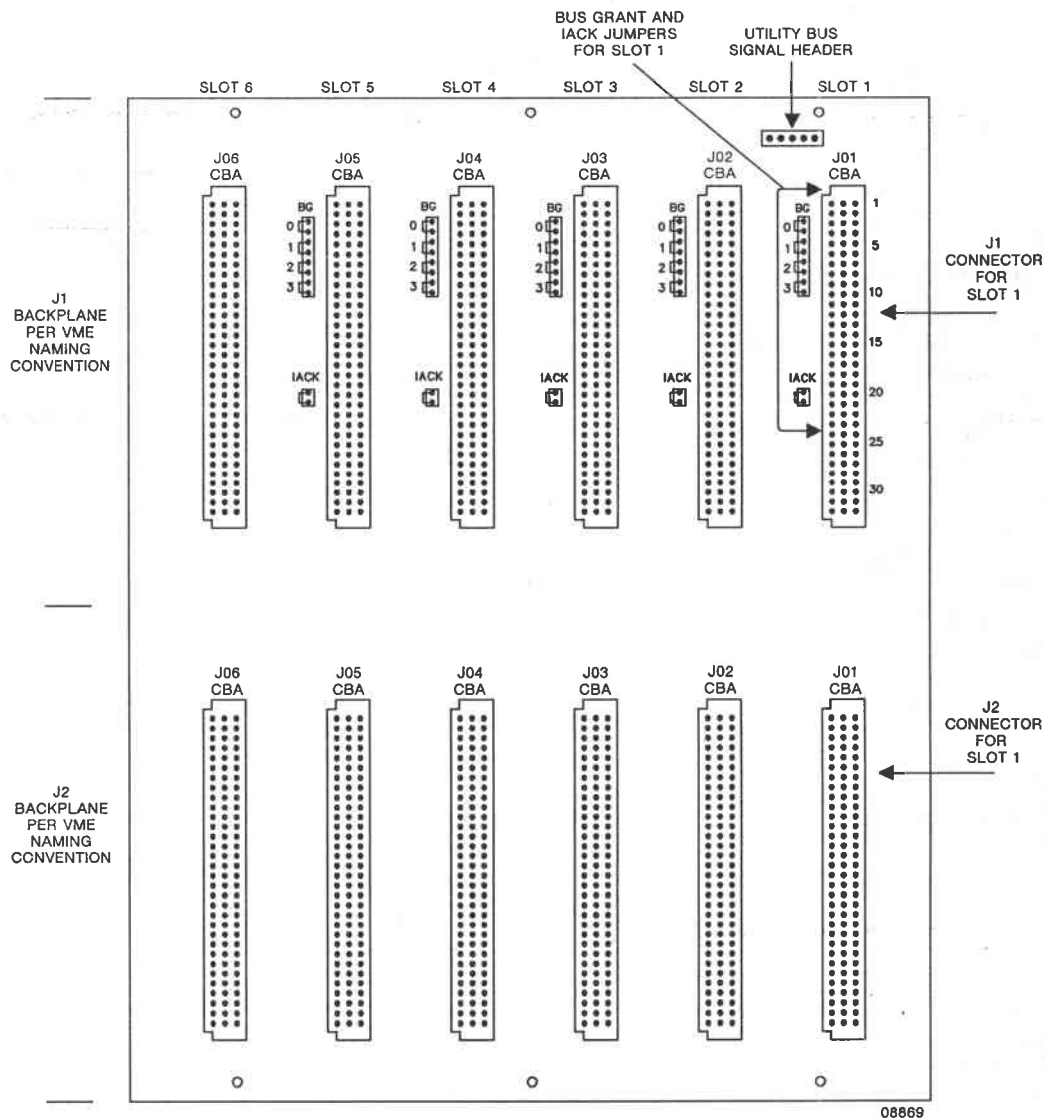 BUS GRANT AND
IACK JUMPERS
FOR SLOT 1
UTILITY BUS
SIGNAL HEADER
SLOT 6 SLOT 5 SLOT 4 SLOT 3 SLOT 2 SLOT 1
J06 J05 J04 J03 J02 J01
CBA CBA CBA CBA CBA CBA
BG BG BG BG BG
0 0 0 0 0
1 1 1 1 1
2 2 2 2 2
3 3 3 3 3
IACK IACK IACK IACK IACK
1
5
10
15
20
25
30
J1
BACKPLANE
PER VME
NAMING
CONVENTION
J1
CONNECTOR
FOR
SLOT 1
J06 J05 J04 J03 J02 J01
CBA CBA CBA CBA CBA CBA
J2
BACKPLANE
PER VME
NAMING
CONVENTION
J2
CONNECTOR
FOR
SLOT 1
08869